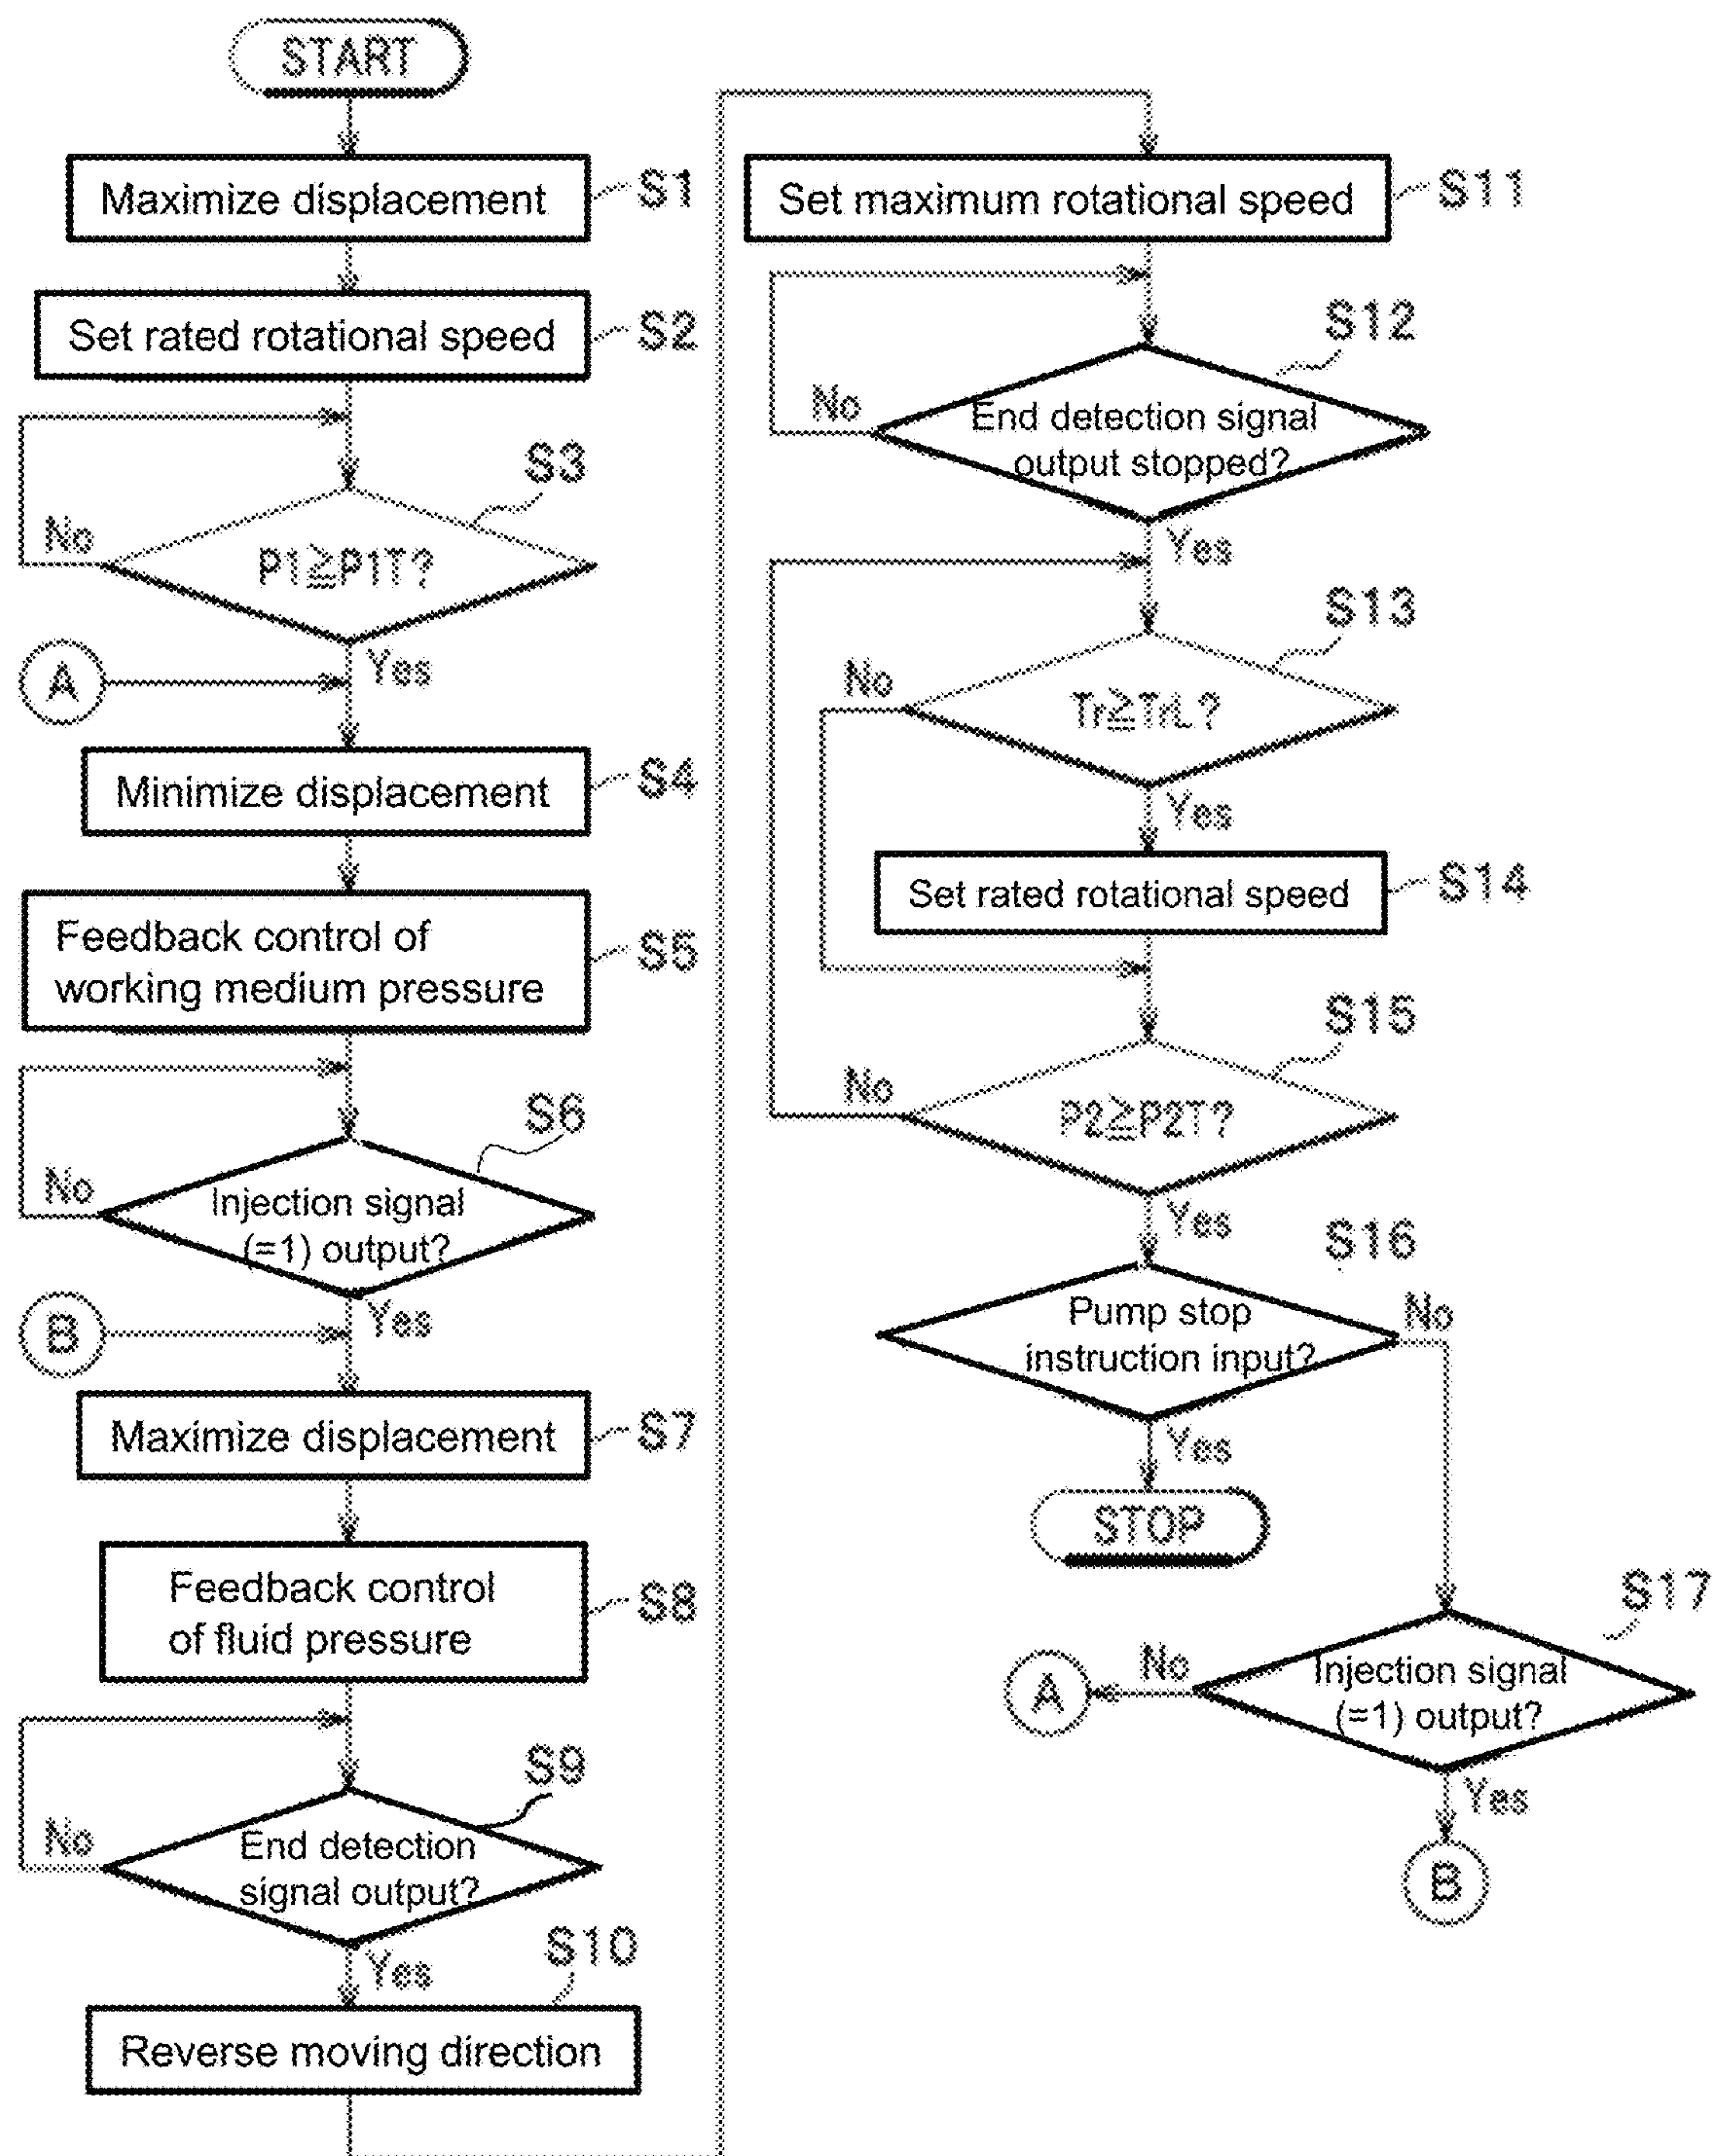 START
Maximize displacement
S1
Set rated rotational speed
S2
S3
No
P1≧P1T?
Yes
A
Minimize displacement
S4
Feedback control of
working medium pressure
S5
S6
No
Injection signal
(=1) output?
Yes
B
Maximize displacement
S7
Feedback control
of fluid pressure
S8
S9
No
End detection
signal output?
Yes
S10
Reverse moving direction
Set maximum rotational speed
S11
S12
No
End detection signal
output stopped?
Yes
S13
No
Tr≧TrL?
Yes
Set rated rotational speed
S14
S15
No
P2≧P2T?
Yes
S16
Pump stop
instruction input?
No
Yes
STOP
S17
A
No
Injection signal
(=1) output?
Yes
B